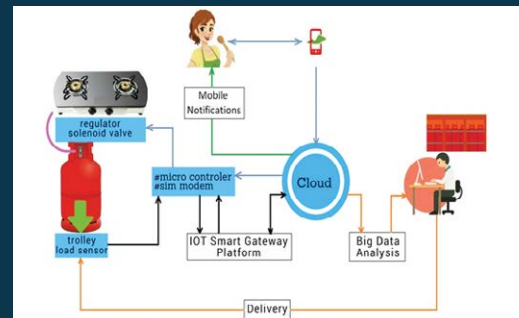 Mobile
Notifications
regulator
solenoid valve
#micro controler
#sim modem
Cloud
trolley
load sensor
IOT Smart Gateway
Platform
Big Data
Analysis
Delivery